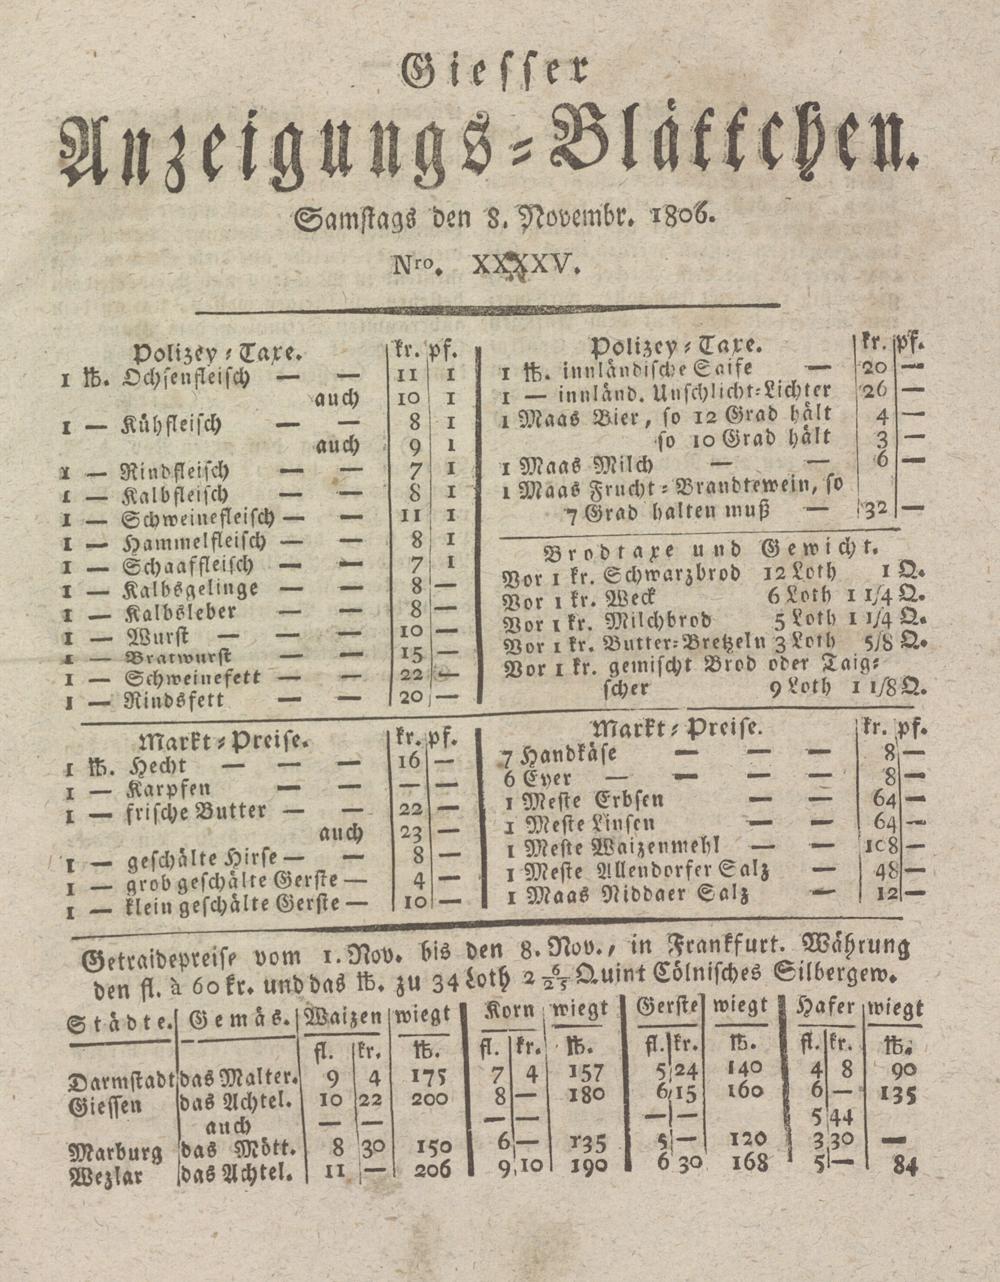 Giesser
Anzeigungs-Blättchen.
Samstags den 8. Novembr. 1806.
Nro. XXXXV.
Polizey-Taxe. kr. pf.
1 ℔. Ochsenfleisch — — 11 1
auch 10 1
1 — Kühfleisch — — 8 1
auch 9 1
1 — Rindfleisch — — 7 1
1 — Kalbfleisch — — 8 1
1 — Schweinefleisch — — 11 1
1 — Hammelfleisch — — 8 1
1 — Schaaffleisch — — 7 1
1 — Kalbsgelinge — — 8 —
1 — Kalbsleber — — 8 —
1 — Wurst — — — 10 —
1 — Bratwurst — — 15 —
1 — Schweinefett — — 22 —
1 — Rindsfett — — 20 —
Polizey-Taxe. kr. pf.
1 ℔. innländische Saife — 20 —
1 — innländ. Unschlicht-Lichter 26 —
1 Maas Bier, so 12 Grad hält 4 —
so 10 Grad hält 3 —
1 Maas Milch — — 6 —
1 Maas Frucht-Brandtewein, so
7 Grad halten muß — 32 —
Brodtaxe und Gewicht.
Vor 1 kr. Schwarzbrod 12 Loth 1 Q.
Vor 1 kr. Weck 6 Loth 1 1/4 Q.
Vor 1 kr. Milchbrod 5 Loth 1 1/4 Q.
Vor 1 kr. Butter-Bretzeln 3 Loth 5/8 Q.
Vor 1 kr. gemischt Brod oder Taig-
scher 9 Loth 1 1/8 Q.
Markt-Preise. kr. pf.
1 ℔. Hecht — — — 16 —
1 — Karpfen — — — —
1 — frische Butter — — 22 —
auch 23 —
1 — geschälte Hirse — — 8 —
1 — grob geschälte Gerste — 4 —
1 — klein geschälte Gerste — 10 —
Markt-Preise. kr. pf.
7 Handkäse — — — 8 —
6 Eyer — — — — 8 —
1 Meste Erbsen — — 64 —
1 Meste Linsen — — 64 —
1 Meste Waizenmehl — — 108 —
1 Meste Allendorfer Salz — 48 —
1 Maas Niddaer Salz — 12 —
Getraidepreise vom 1. Nov. bis den 8. Nov., in Frankfurt. Währung
den fl. à 60 kr. und das ℔. zu 34 Loth 2 6/25 Quint Cölnisches Silbergew.
Städte. Gemäs. Waizen wiegt Korn wiegt Gerste wiegt Hafer wiegt
fl. kr. ℔. fl. kr. ℔. fl. kr. ℔. fl. kr. ℔.
Darmstadt das Malter. 9 4 175 7 4 157 5 24 140 4 8 90
Giessen das Achtel. 10 22 200 8 — 180 6 15 160 6 — 135
auch — — — — — — 5 44
Marburg das Mött. 8 30 150 6 — 135 5 — 120 3 30 —
Wezlar das Achtel. 11 — 206 9 10 190 6 30 168 5 — 84